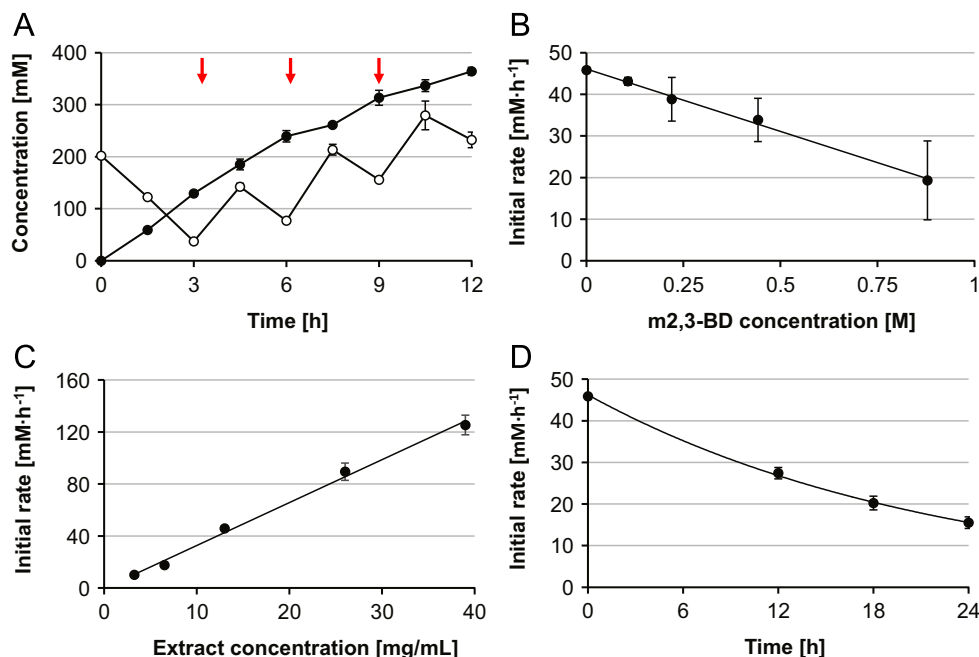 A
Concentration [mM]
400
300
200
100
0
0 3 6 9 12
Time [h]
B
Initial rate [mM·h⁻¹]
50
40
30
20
10
0
0 0.25 0.5 0.75 1
m2,3-BD concentration [M]
C
Initial rate [mM·h⁻¹]
160
120
80
40
0
0 10 20 30 40
Extract concentration [mg/mL]
D
Initial rate [mM·h⁻¹]
50
40
30
20
10
0
0 6 12 18 24
Time [h]